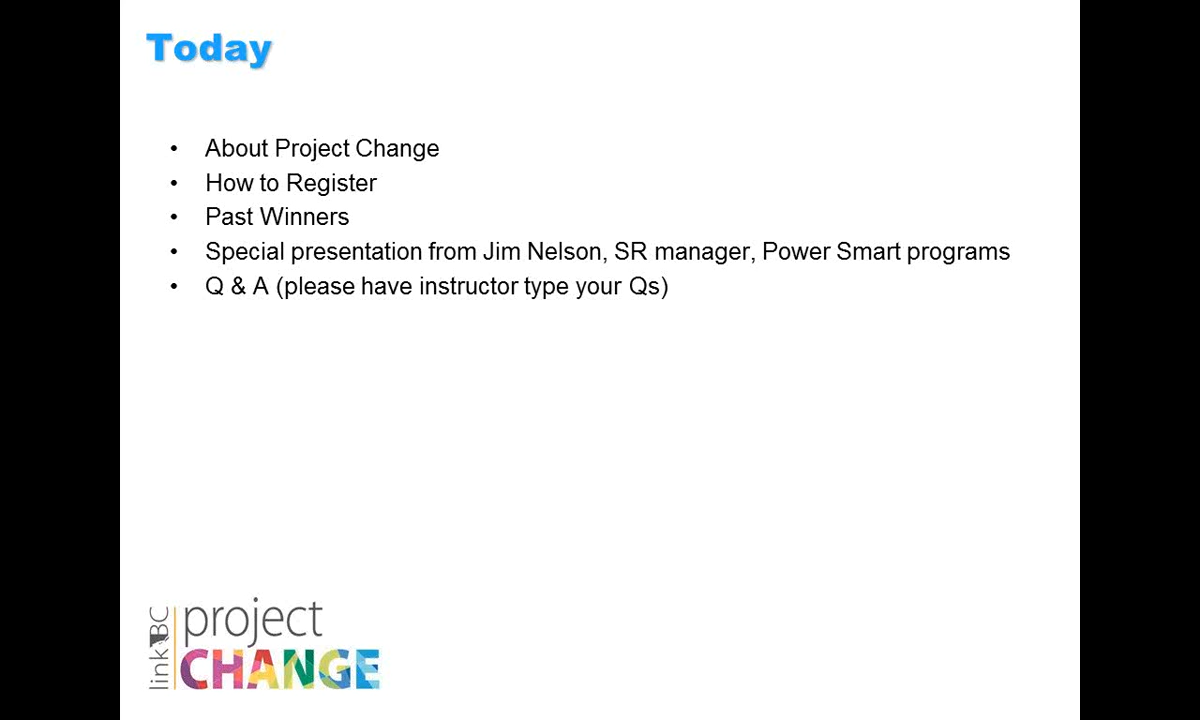 Today
• About Project Change
• How to Register
• Past Winners
• Special presentation from Jim Nelson, SR manager, Power Smart programs
• Q & A (please have instructor type your Qs)
linkBC
project
CHANGE